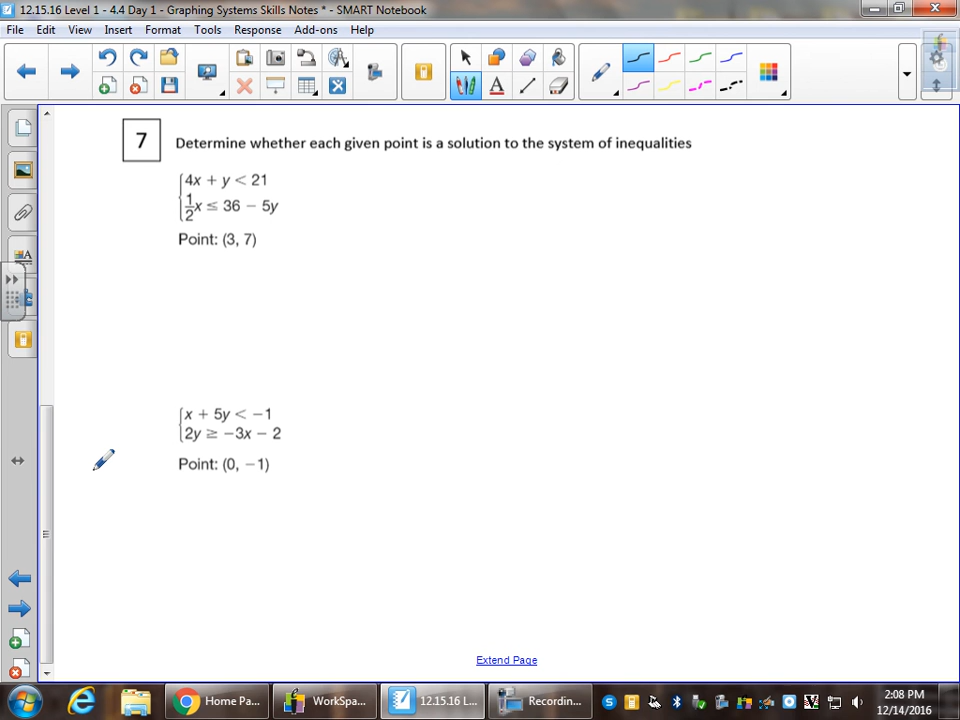 12.15.16 Level 1 - 4.4 Day 1 - Graphing Systems Skills Notes * - SMART Notebook
File Edit View Insert Format Tools Response Add-ons Help
7 Determine whether each given point is a solution to the system of inequalities
4x + y < 21
1/2x ≤ 36 − 5y
Point: (3, 7)
x + 5y < −1
2y ≥ −3x − 2
Point: (0, −1)
Extend Page
Home Pa... WorkSpa... 12.15.16 L... Recordin...
2:08 PM
12/14/2016